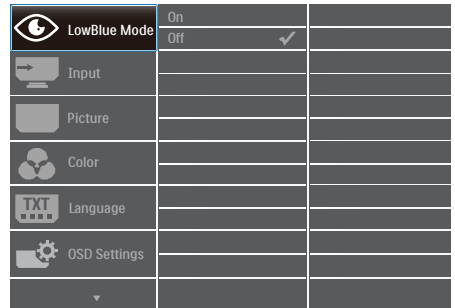 LowBlue Mode
On
Off
Input
Picture
Color
TXT
Language
OSD Settings